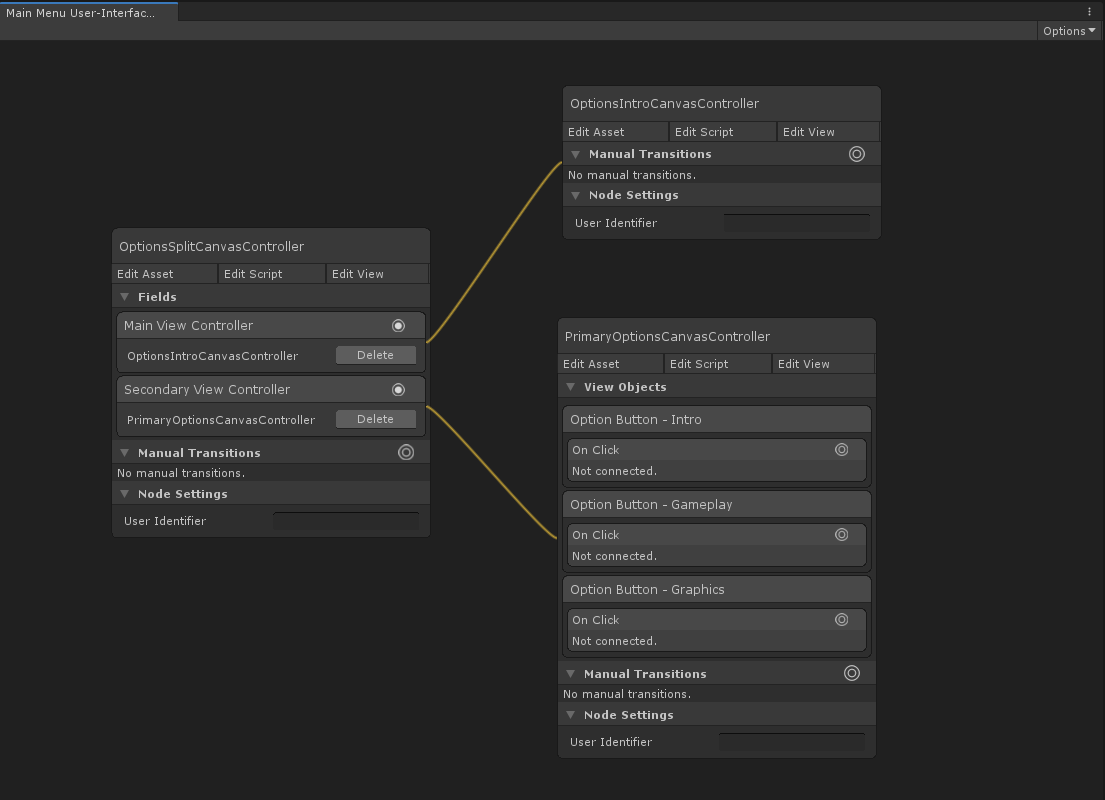 Main Menu User-Interfac...
Options
OptionsIntroCanvasController
Edit Asset Edit Script Edit View
Manual Transitions
No manual transitions.
Node Settings
User Identifier
OptionsSplitCanvasController
Edit Asset Edit Script Edit View
Fields
Main View Controller
OptionsIntroCanvasController Delete
Secondary View Controller
PrimaryOptionsCanvasController Delete
Manual Transitions
No manual transitions.
Node Settings
User Identifier
PrimaryOptionsCanvasController
Edit Asset Edit Script Edit View
View Objects
Option Button - Intro
On Click
Not connected.
Option Button - Gameplay
On Click
Not connected.
Option Button - Graphics
On Click
Not connected.
Manual Transitions
No manual transitions.
Node Settings
User Identifier